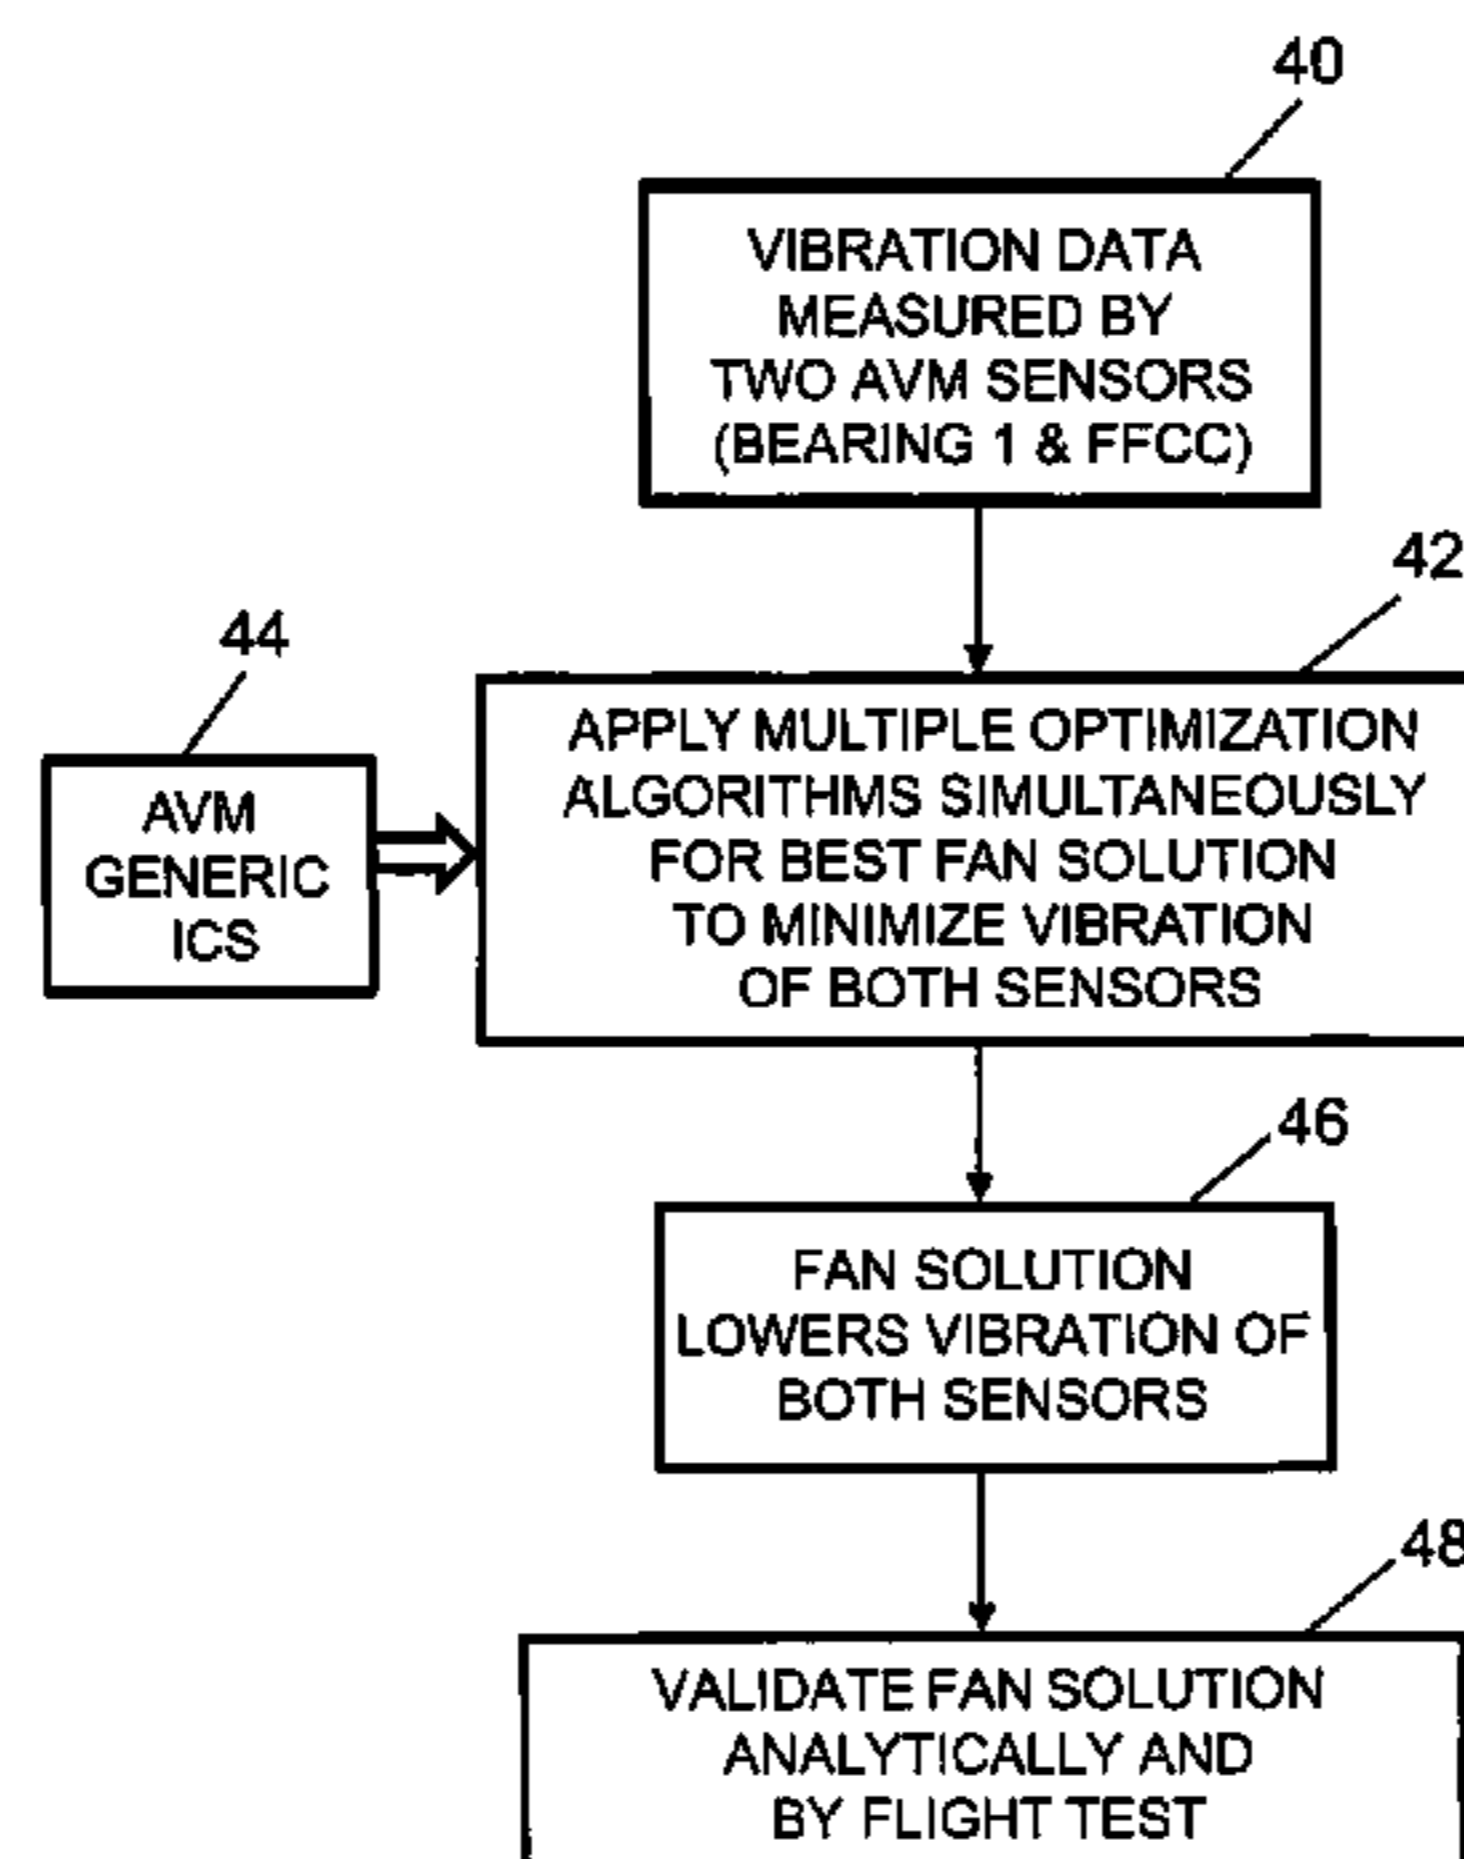 40
VIBRATION DATA
MEASURED BY
TWO AVM SENSORS
(BEARING 1 & FFCC)
42
44
APPLY MULTIPLE OPTIMIZATION
ALGORITHMS SIMULTANEOUSLY
FOR BEST FAN SOLUTION
TO MINIMIZE VIBRATION
OF BOTH SENSORS
AVM
GENERIC
ICS
46
FAN SOLUTION
LOWERS VIBRATION OF
BOTH SENSORS
48
VALIDATE FAN SOLUTION
ANALYTICALLY AND
BY FLIGHT TEST